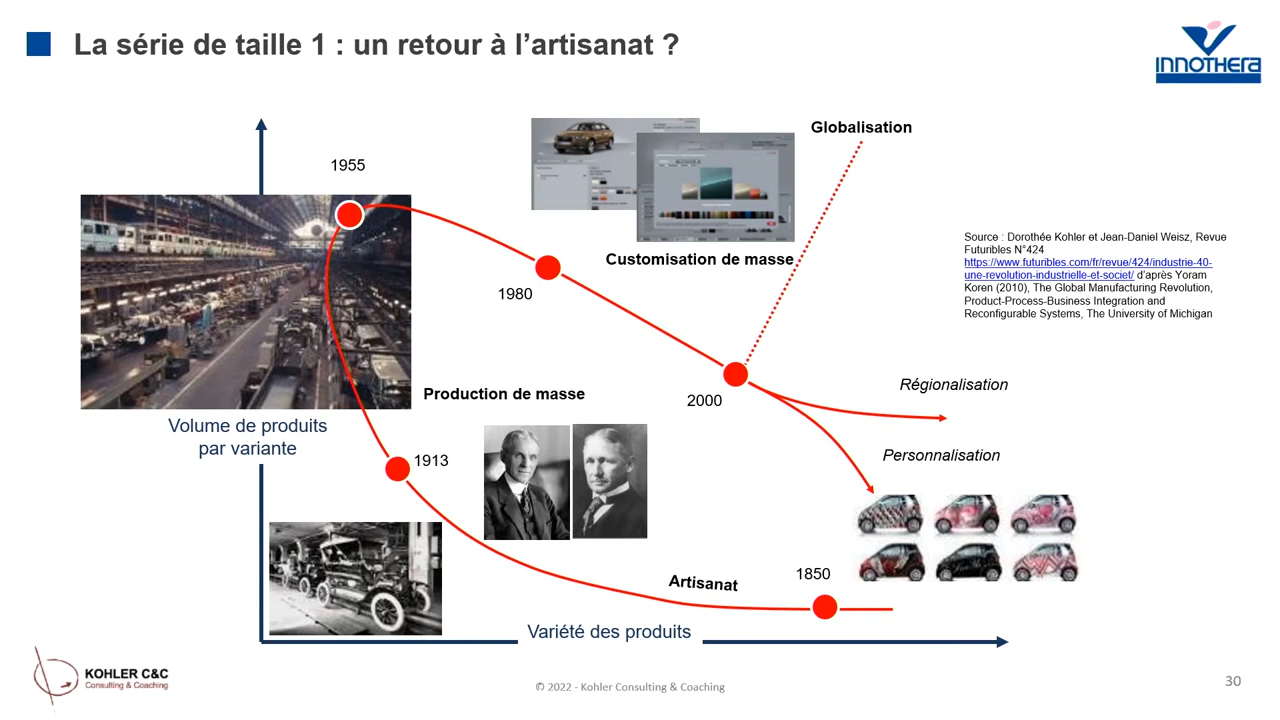 La série de taille 1 : un retour à l'artisanat ?
INNOTHERA
Globalisation
1955
Customisation de masse
Source : Dorothée Kohler et Jean-Daniel Weisz, Revue
Futuribles N°424
https://www.futuribles.com/fr/revue/424/industrie-40-
une-revolution-industrielle-et-societ/ d'après Yoram
Koren (2010), The Global Manufacturing Revolution,
Product-Process-Business Integration and
Reconfigurable Systems, The University of Michigan
1980
2000
Régionalisation
Production de masse
Volume de produits
par variante
1913
Personnalisation
Artisanat
1850
Variété des produits
KOHLER C&C
Consulting & Coaching
© 2022 - Kohler Consulting & Coaching
30